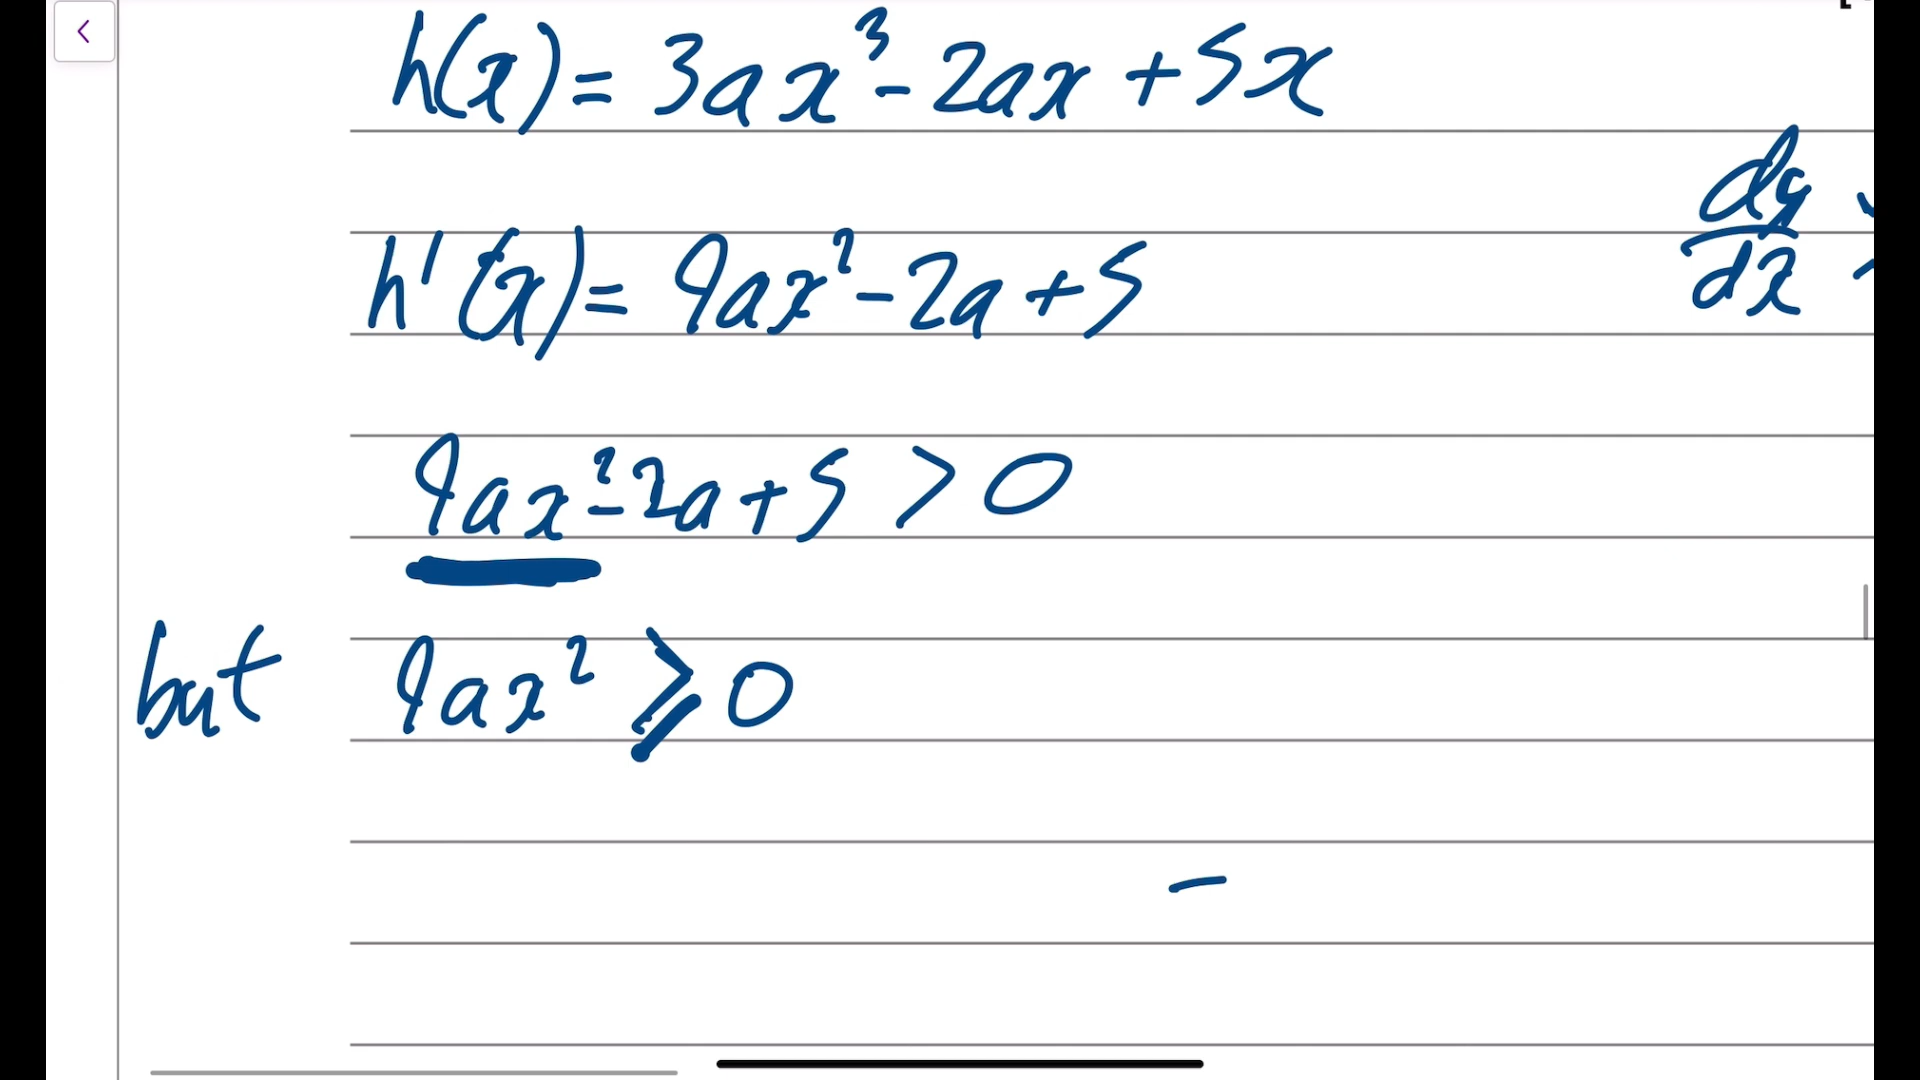 h(x) = 3ax³ - 2ax + 5x
dy
dx
h'(x) = 9ax² - 2a + 5
9ax² - 2a + 5 > 0
but 9ax² ⩾ 0
-